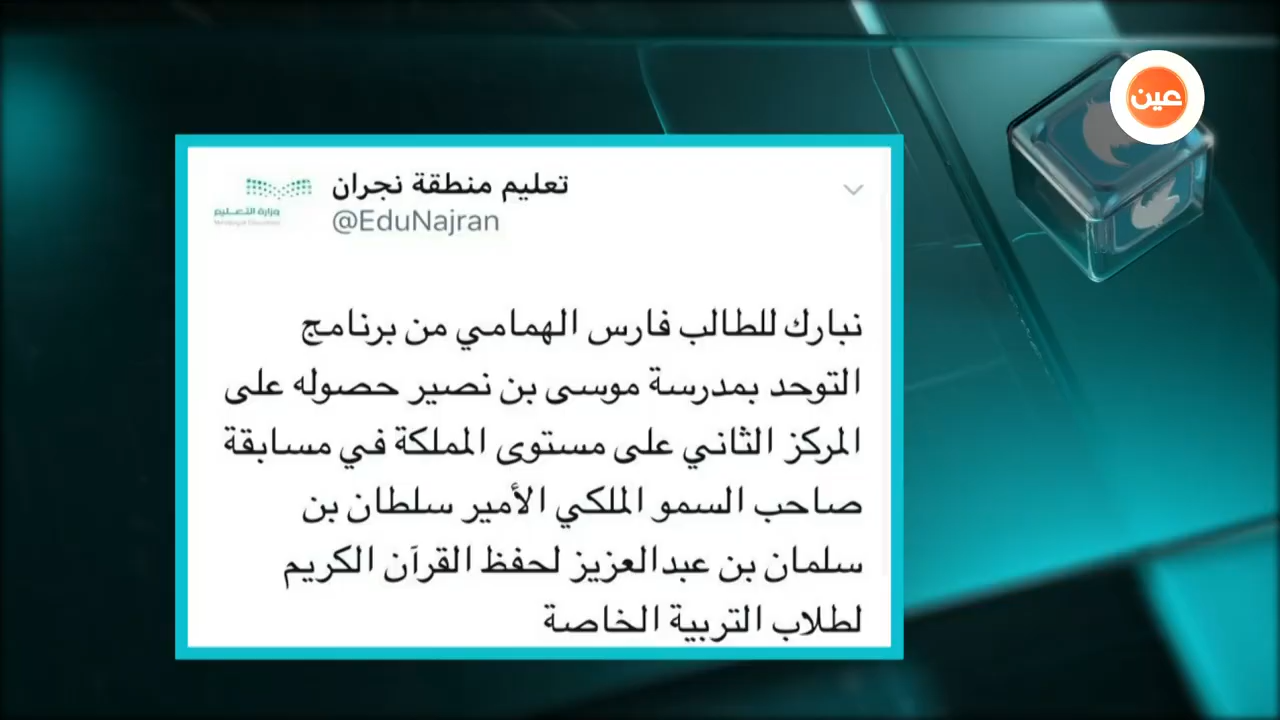 عين
تعليم منطقة نجران
@EduNajran
وزارة التعليم
نبارك للطالب فارس الهمامي من برنامج
التوحد بمدرسة موسى بن نصير حصوله على
المركز الثاني على مستوى المملكة في مسابقة
صاحب السمو الملكي الأمير سلطان بن
سلمان بن عبدالعزيز لحفظ القرآن الكريم
لطلاب التربية الخاصة